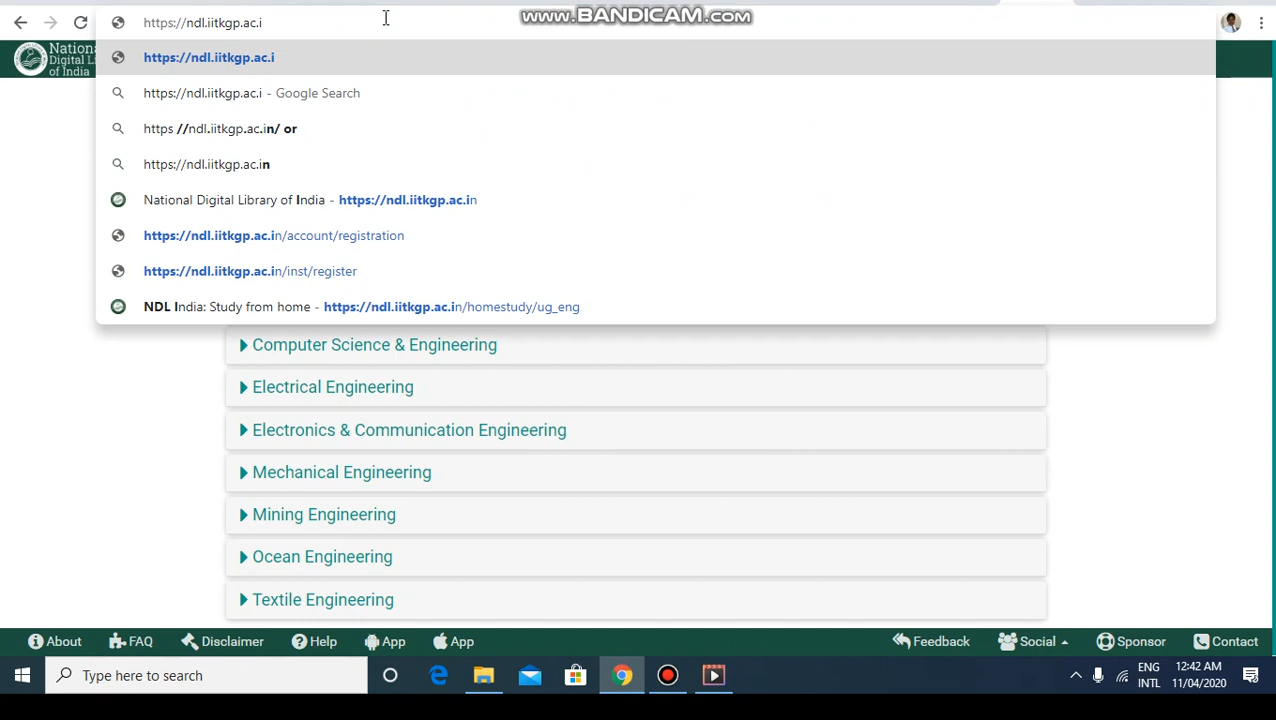 WWW.BANDICAM.COM
https://ndl.iitkgp.ac.i
National
Digital Library
of India
https://ndl.iitkgp.ac.i
https://ndl.iitkgp.ac.i - Google Search
https //ndl.iitkgp.ac.in/ or
https://ndl.iitkgp.ac.in
National Digital Library of India - https://ndl.iitkgp.ac.in
https://ndl.iitkgp.ac.in/account/registration
https://ndl.iitkgp.ac.in/inst/register
NDL India: Study from home - https://ndl.iitkgp.ac.in/homestudy/ug_eng
Computer Science & Engineering
Electrical Engineering
Electronics & Communication Engineering
Mechanical Engineering
Mining Engineering
Ocean Engineering
Textile Engineering
About FAQ Disclaimer Help App App Feedback Social Sponsor Contact
Type here to search
ENG 12:42 AM
INTL 11/04/2020